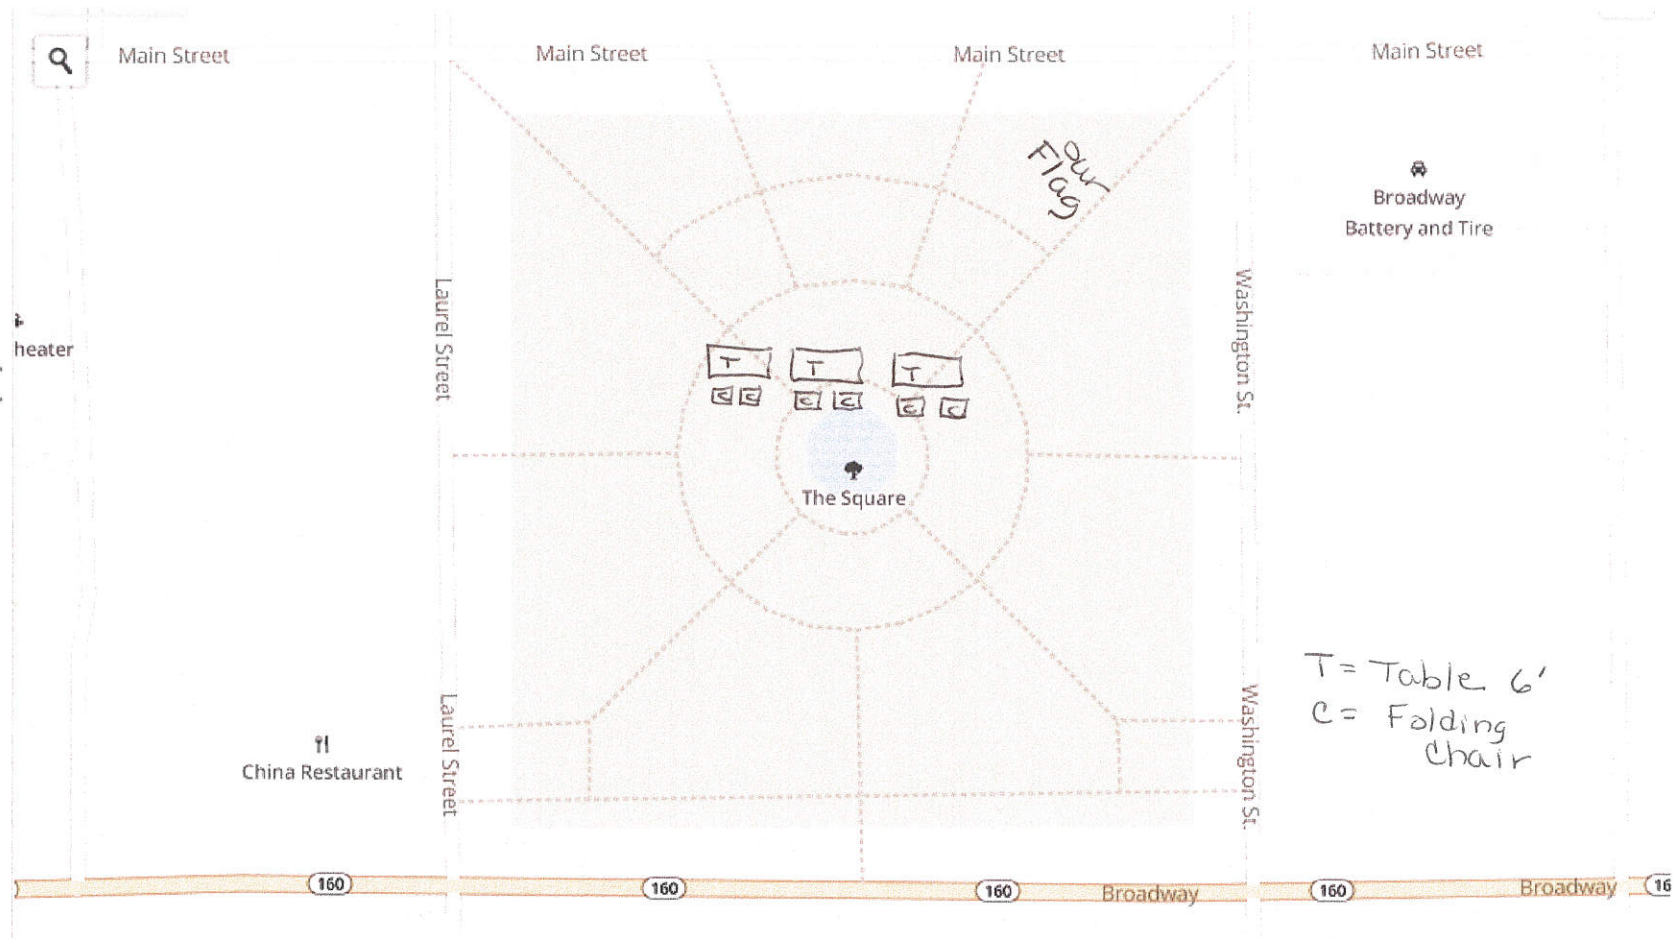 Main Street
Main Street
Main Street
Main Street
our
Flag
Broadway
Battery and Tire
Laurel Street
Washington St.
heater
T
T
T
C
C
C
C
C
C
The Square
T = Table 6'
C = Folding
Chair
Laurel Street
Washington St.
China Restaurant
160
160
160
Broadway
160
Broadway
16